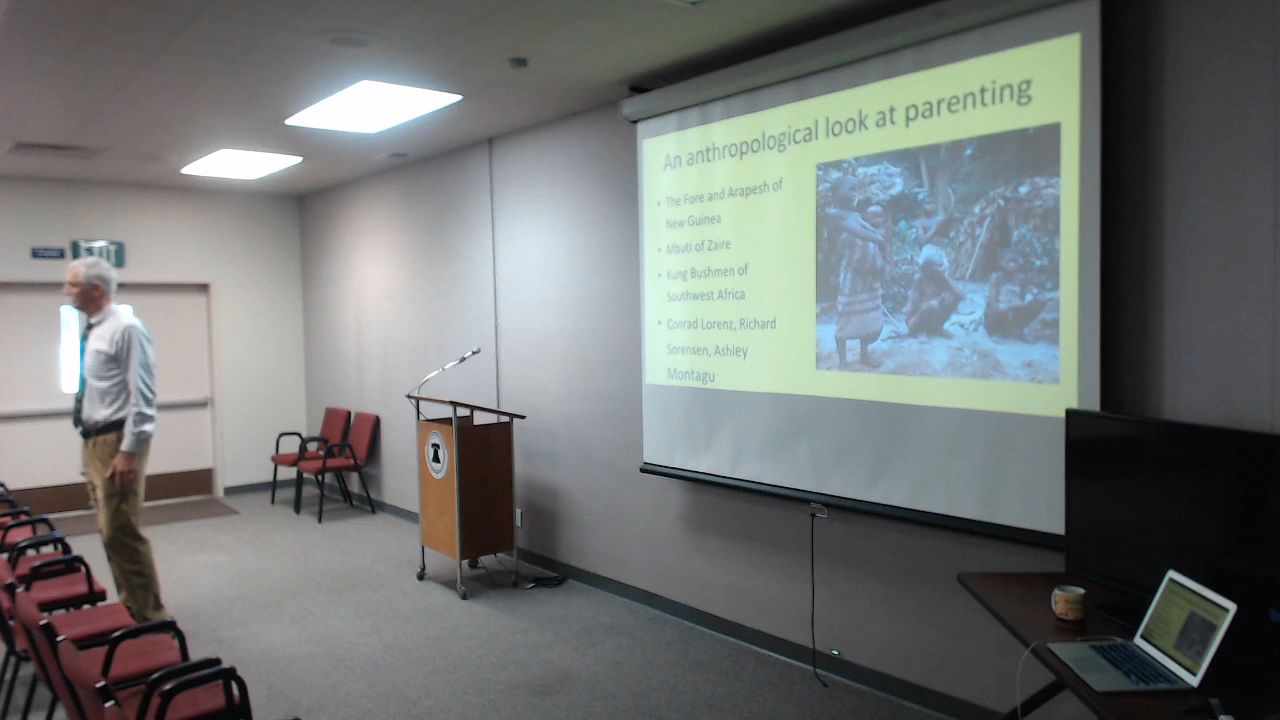 An anthropological look at parenting
• The Fore and Arapesh of
New Guinea
• Mbuti of Zaire
• Kung Bushmen of
Southwest Africa
• Conrad Lorenz, Richard
Sorensen, Ashley
Montagu
EXIT